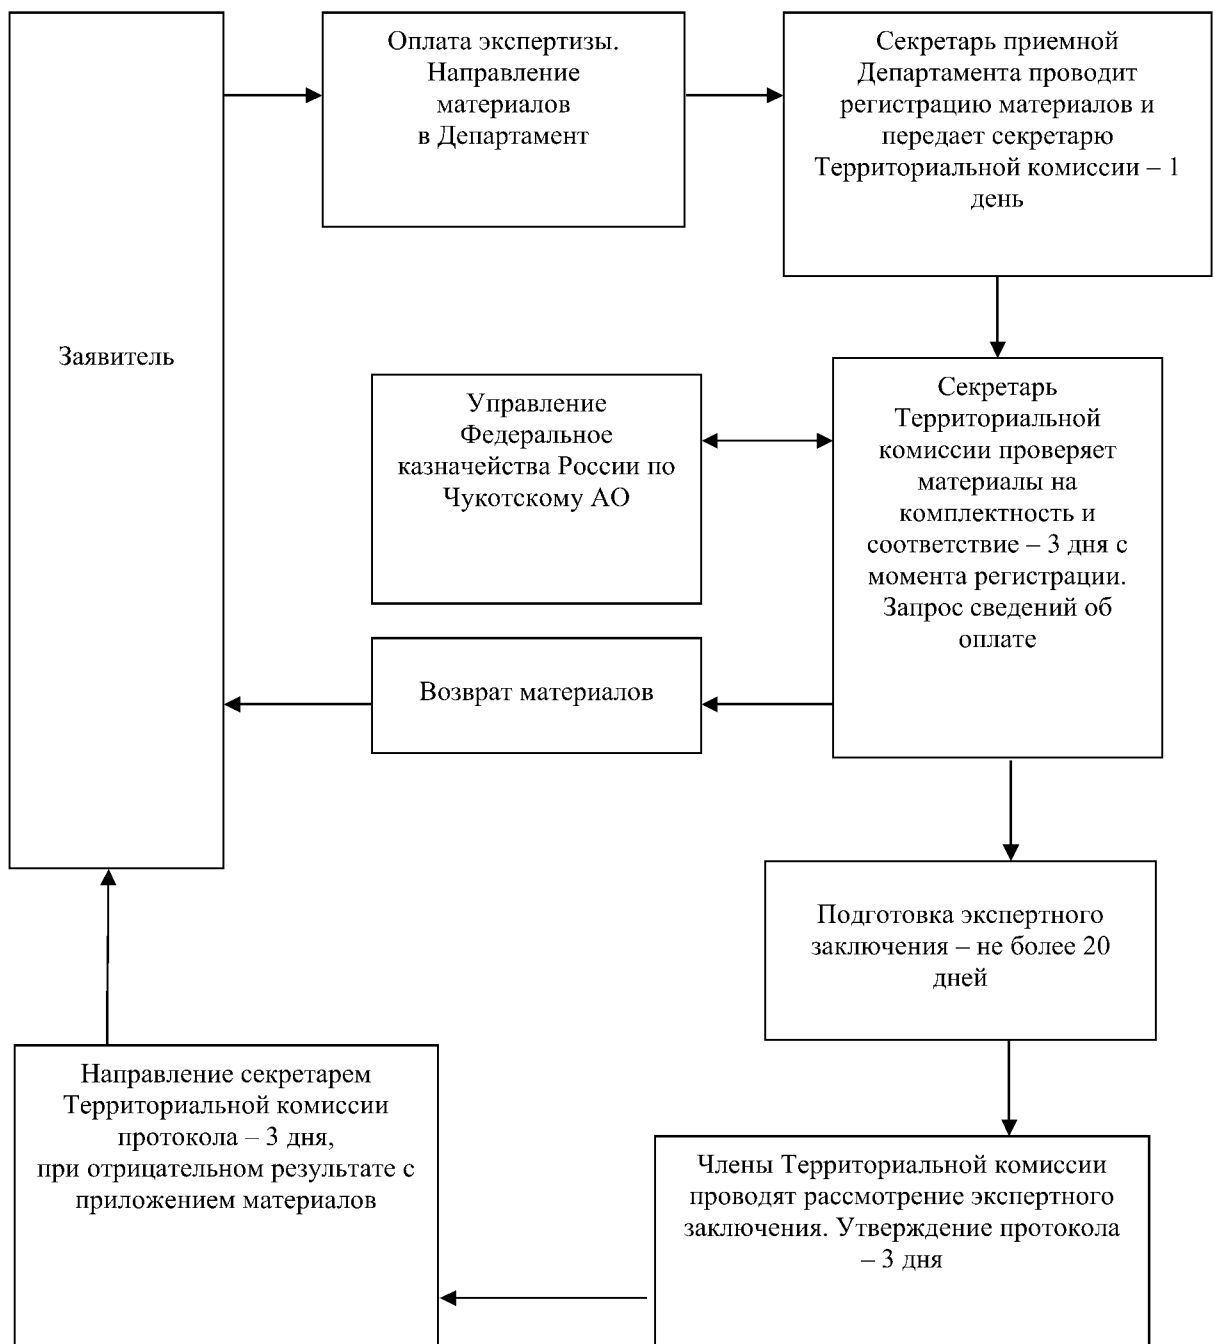 Оплата экспертизы.
Направление
материалов
в Департамент
Секретарь приемной
Департамента проводит
регистрацию материалов и
передает секретарю
Территориальной комиссии – 1
день
Заявитель
Управление
Федеральное
казначейства России по
Чукотскому АО
Секретарь
Территориальной
комиссии проверяет
материалы на
комплектность и
соответствие – 3 дня с
момента регистрации.
Запрос сведений об
оплате
Возврат материалов
Подготовка экспертного
заключения – не более 20
дней
Направление секретарем
Территориальной комиссии
протокола – 3 дня,
при отрицательном результате с
приложением материалов
Члены Территориальной комиссии
проводят рассмотрение экспертного
заключения. Утверждение протокола
– 3 дня